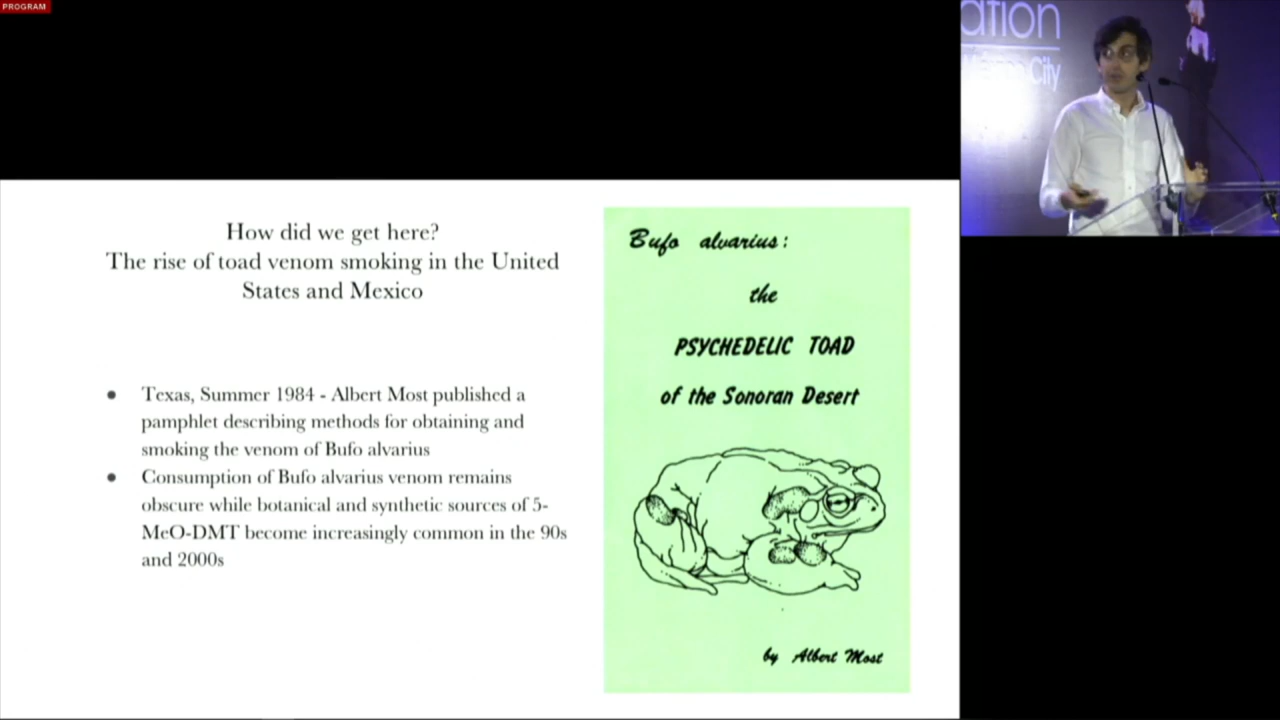 PROGRAM
ation
City
How did we get here?
The rise of toad venom smoking in the United
States and Mexico
● Texas, Summer 1984 - Albert Most published a
pamphlet describing methods for obtaining and
smoking the venom of Bufo alvarius
● Consumption of Bufo alvarius venom remains
obscure while botanical and synthetic sources of 5-
MeO-DMT become increasingly common in the 90s
and 2000s
Bufo alvarius:
the
PSYCHEDELIC TOAD
of the Sonoran Desert
by Albert Most